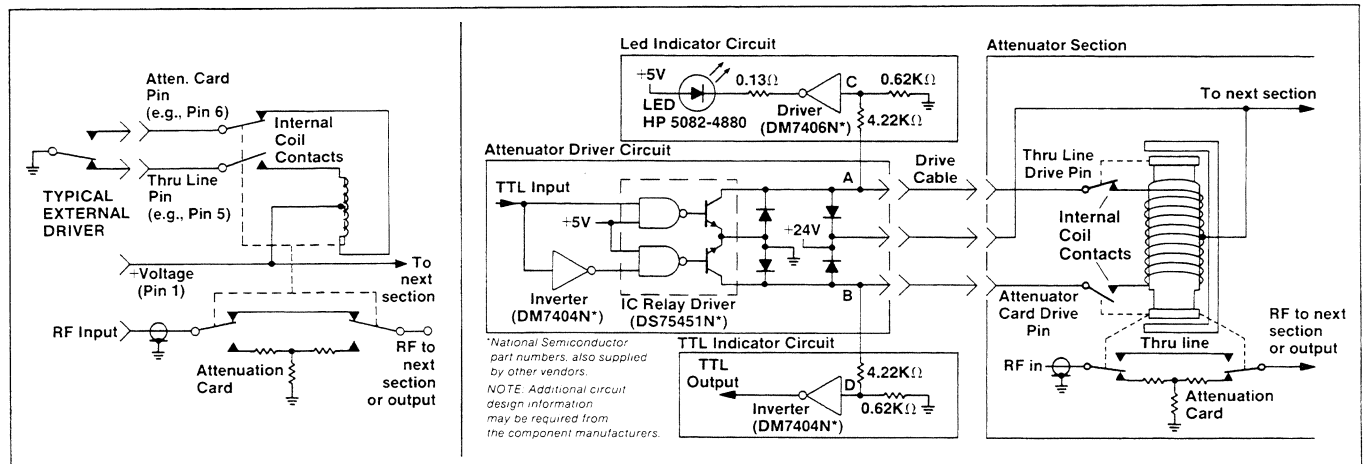 Atten. Card
Pin
(e.g., Pin 6)
Internal
Coil
Contacts
TYPICAL
EXTERNAL
DRIVER
Thru Line
Pin
(e.g., Pin 5)
+Voltage
(Pin 1)
To
next
section
RF Input
Attenuation
Card
RF to
next
section
or output
Led Indicator Circuit
+5V
LED
HP 5082-4880
0.13Ω
C
Driver
(DM7406N*)
0.62KΩ
4.22KΩ
Attenuator Driver Circuit
TTL Input
+5V
Inverter
(DM7404N*)
IC Relay Driver
(DS75451N*)
+24V
A
B
Drive
Cable
*National Semiconductor
part numbers, also supplied
by other vendors.
NOTE: Additional circuit
design information
may be required from
the component manufacturers.
TTL Indicator Circuit
TTL
Output
D
Inverter
(DM7404N*)
4.22KΩ
0.62KΩ
Attenuator Section
To next section
Thru Line
Drive Pin
Internal
Coil
Contacts
Attenuator
Card Drive
Pin
Thru line
RF in
RF to next
section
or output
Attenuation
Card